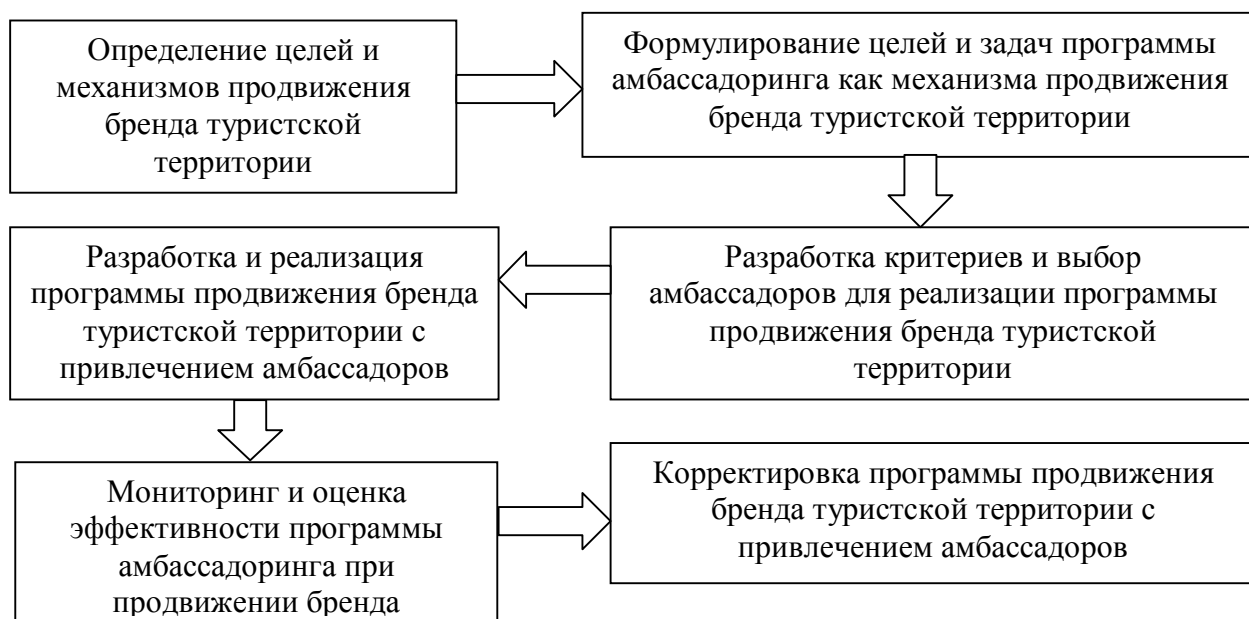 Определение целей и
механизмов продвижения
бренда туристской
территории
Формулирование целей и задач программы
амбассадоринга как механизма продвижения
бренда туристской территории
Разработка критериев и выбор
амбассадоров для реализации программы
продвижения бренда туристской
территории
Разработка и реализация
программы продвижения бренда
туристской территории с
привлечением амбассадоров
Мониторинг и оценка
эффективности программы
амбассадоринга при
продвижении бренда
Корректировка программы продвижения
бренда туристской территории с
привлечением амбассадоров